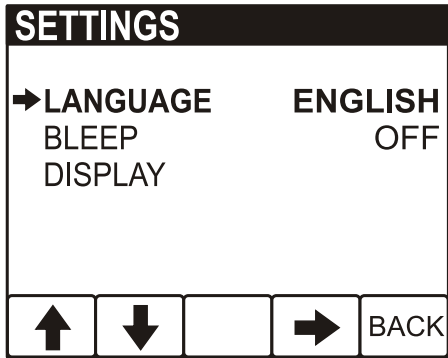 SETTINGS
LANGUAGE ENGLISH
BLEEP OFF
DISPLAY
BACK